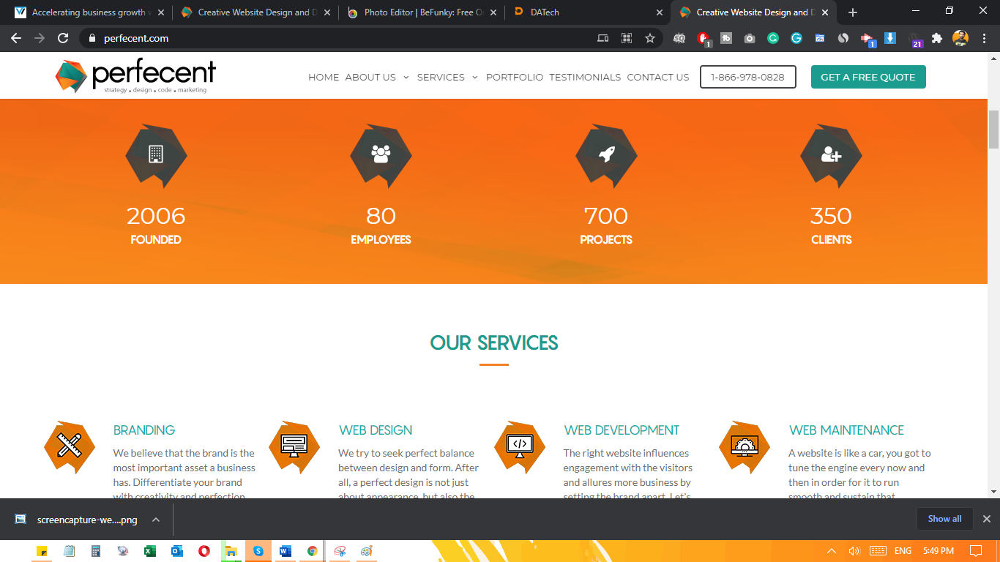 Accelerating business growth w
Creative Website Design and D
Photo Editor | BeFunky: Free O
DATech
Creative Website Design and D
perfecent.com
1
1
21
perfecent
strategy • design • code • marketing
HOME ABOUT US SERVICES PORTFOLIO TESTIMONIALS CONTACT US 1-866-978-0828 GET A FREE QUOTE
2006 80 700 350
FOUNDED EMPLOYEES PROJECTS CLIENTS
OUR SERVICES
BRANDING
We believe that the brand is the
most important asset a business
has. Differentiate your brand
with creativity and perfection
WEB DESIGN
We try to seek perfect balance
between design and form. After
all, a perfect design is not just
about appearance, but also the
WEB DEVELOPMENT
The right website influences
engagement with the visitors
and allures more business by
setting the brand apart. Let's
WEB MAINTENANCE
A website is like a car, you got to
tune the engine every now and
then in order for it to run
smooth and sustain that
screencapture-we....png
Show all
ENG 5:49 PM